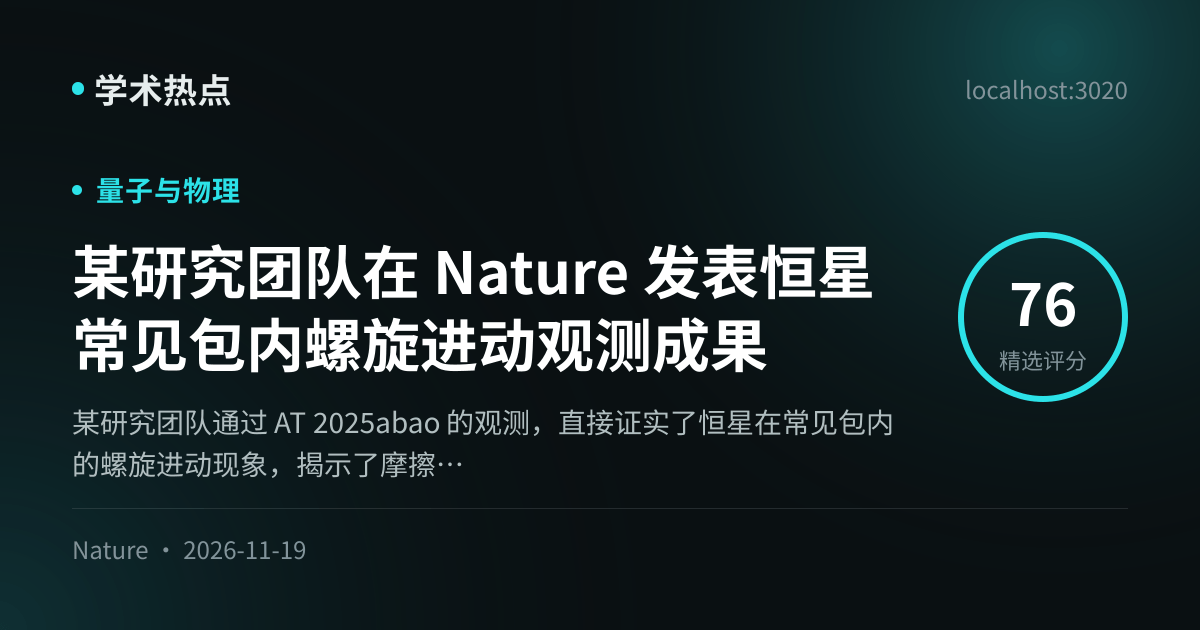 学术热点
localhost:3020
量子与物理
某研究团队在 Nature 发表恒星
常见包内螺旋进动观测成果
76
精选评分
某研究团队通过 AT 2025abao 的观测，直接证实了恒星在常见包内
的螺旋进动现象，揭示了摩擦…
Nature · 2026-11-19